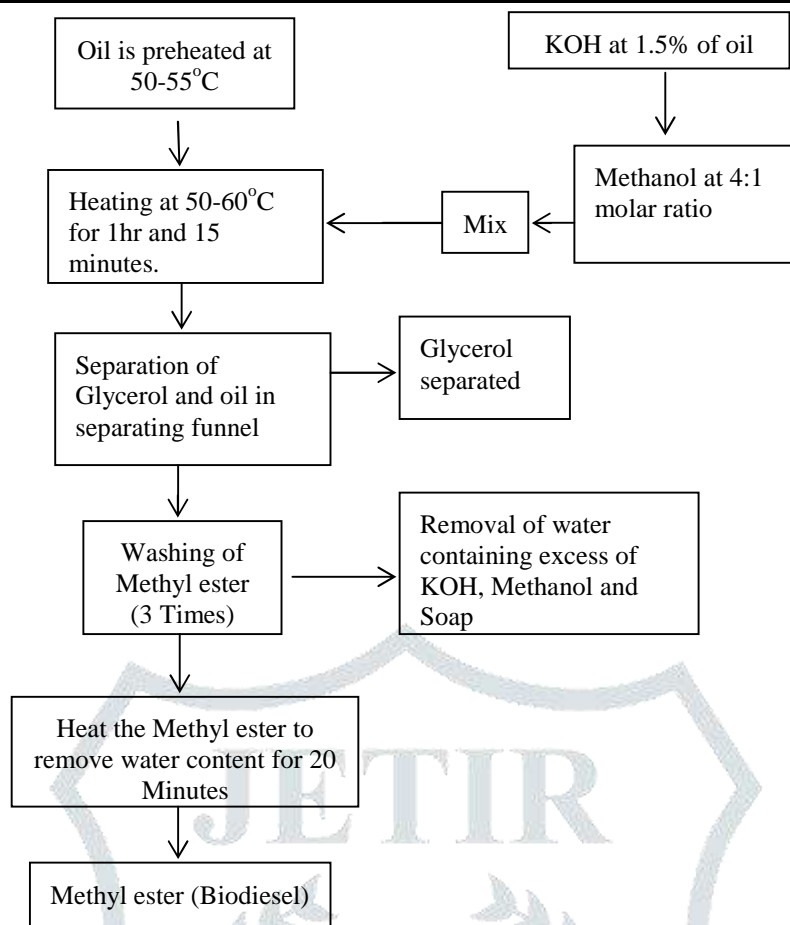 Oil is preheated at
50-55°C
KOH at 1.5% of oil
Heating at 50-60°C
for 1hr and 15
minutes.
Mix
Methanol at 4:1
molar ratio
Separation of
Glycerol and oil in
separating funnel
Glycerol
separated
Washing of
Methyl ester
(3 Times)
Removal of water
containing excess of
KOH, Methanol and
Soap
Heat the Methyl ester to
remove water content for 20
Minutes
JETIR
Methyl ester (Biodiesel)